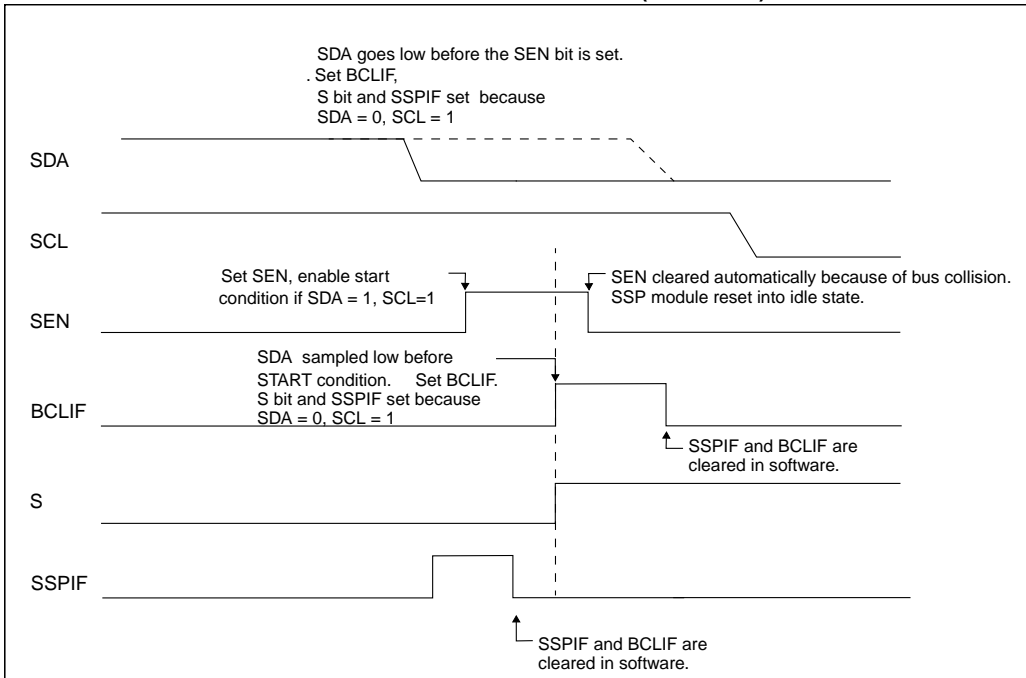 SDA goes low before the SEN bit is set.
. Set BCLIF,
S bit and SSPIF set because
SDA = 0, SCL = 1
SDA
SCL
Set SEN, enable start
condition if SDA = 1, SCL=1
SEN cleared automatically because of bus collision.
SSP module reset into idle state.
SEN
SDA sampled low before
START condition. Set BCLIF.
S bit and SSPIF set because
SDA = 0, SCL = 1
BCLIF
SSPIF and BCLIF are
cleared in software.
S
SSPIF
SSPIF and BCLIF are
cleared in software.